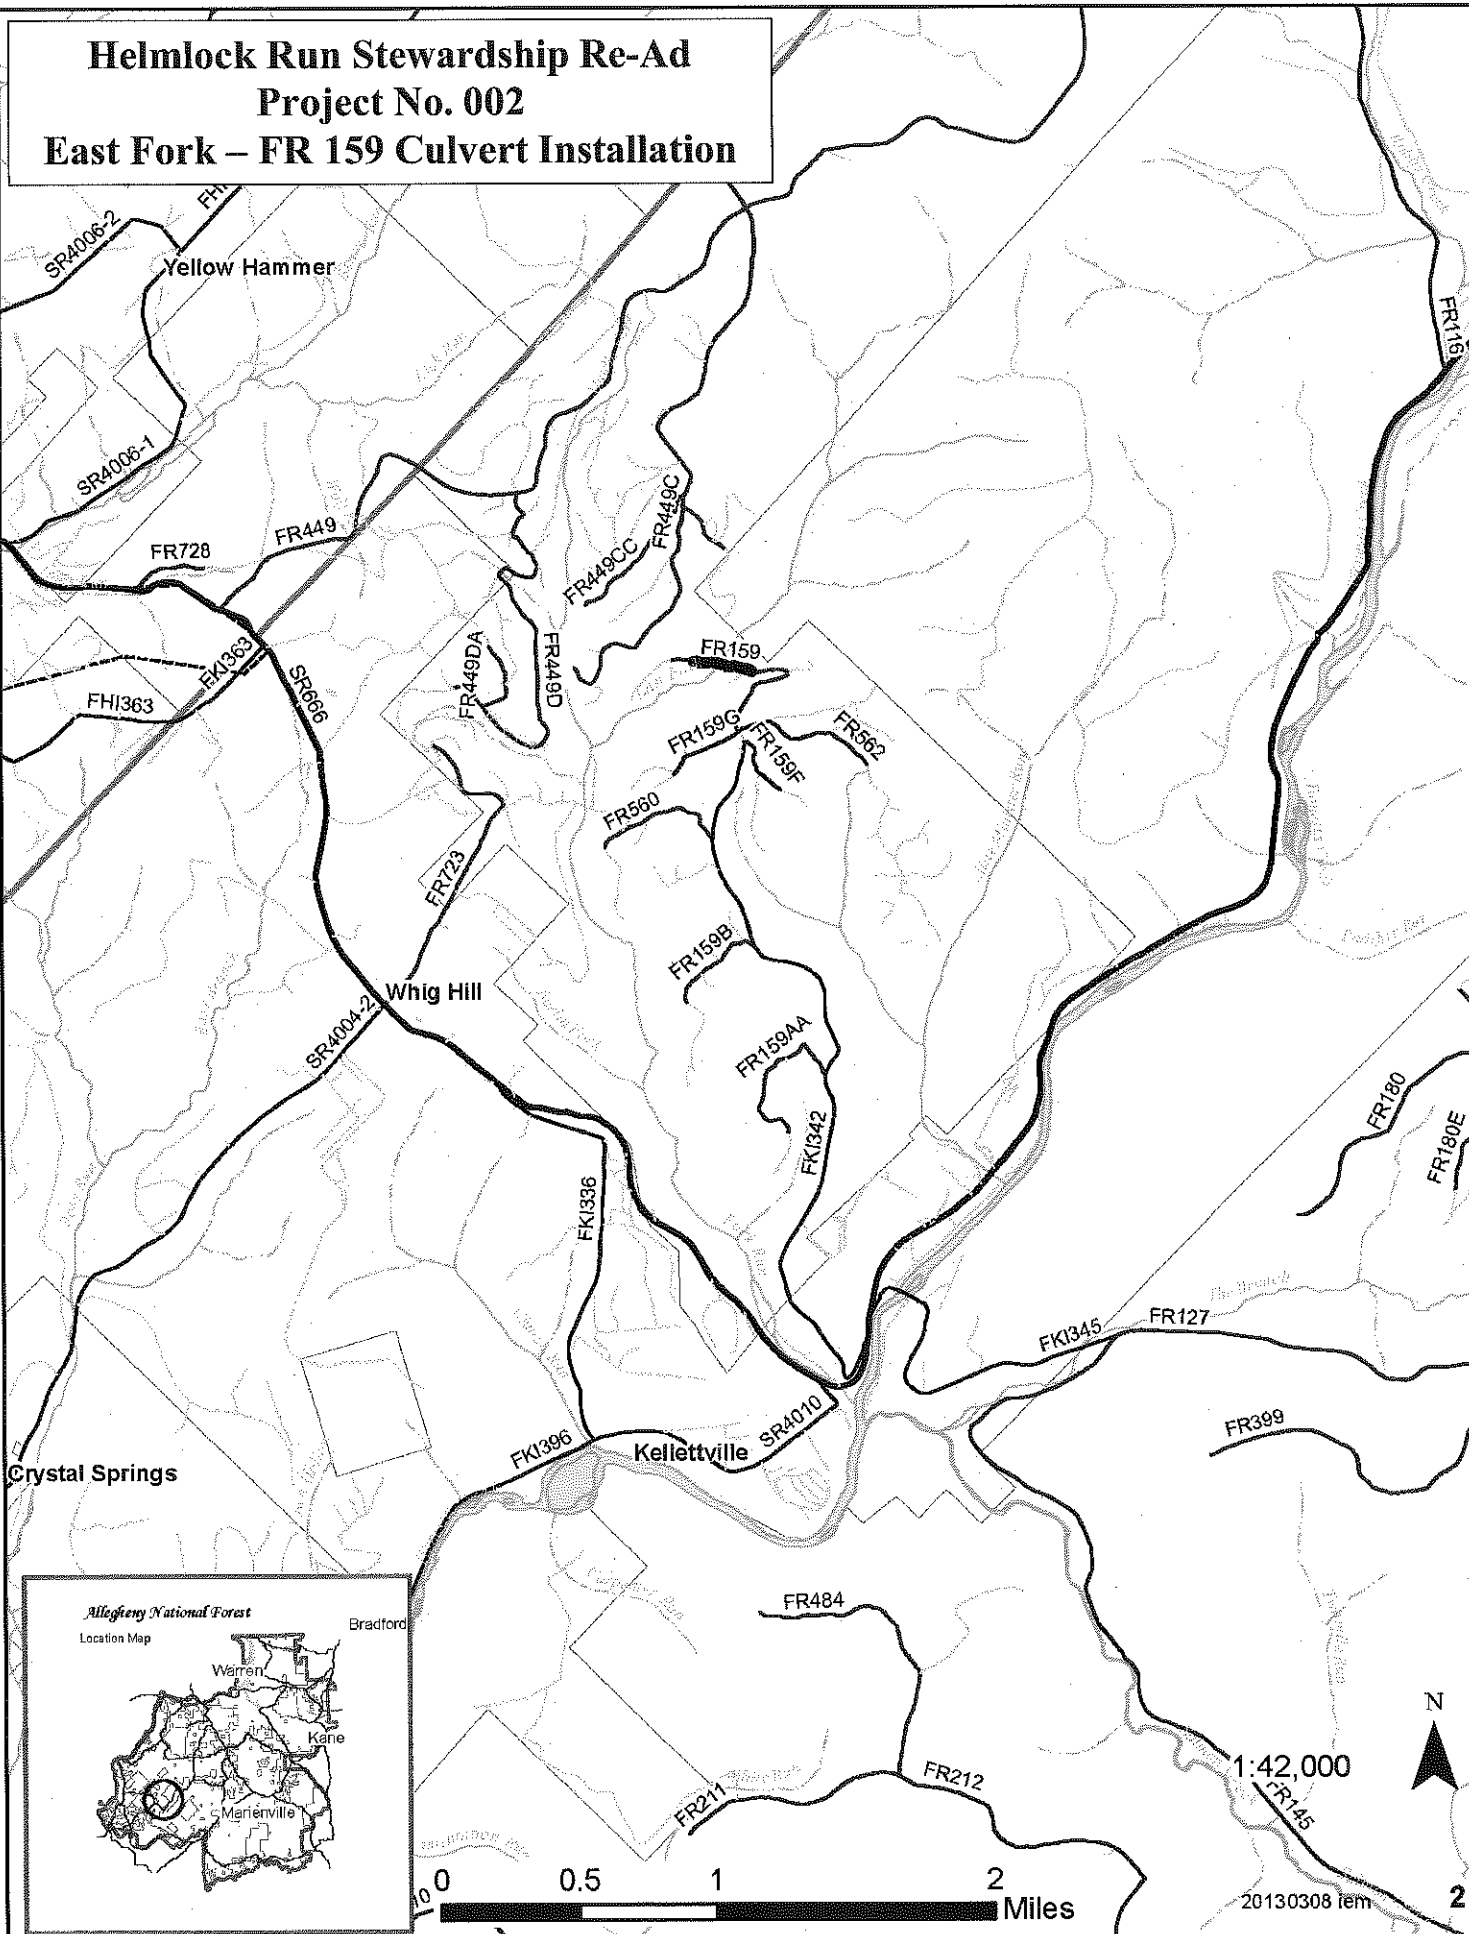 Helmlock Run Stewardship Re-Ad
Project No. 002
East Fork – FR 159 Culvert Installation
SR4006-2
Yellow Hammer
FR116
SR4006-1
FR449
FR728
FR449C
FR449CC
FR449D
FR449DA
FKI363
FHI363
SR666
FR159
FR159G
FR159F
FR562
FR560
FR723
FR159B
Whig Hill
SR4004-2
FR159AA
FKI342
FKI336
FR180
FR180E
FKI345
FR127
FR399
SR4010
FKI396
Kellettville
Crystal Springs
FR484
FR212
FR211
FR145
Allegheny National Forest
Location Map
Bradford
Warren
Kane
Marienville
N
1:42,000
0 0.5 1 2
Miles
20130308 iem
2